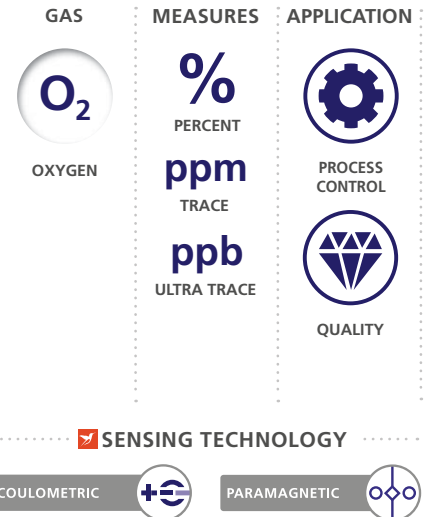 GAS
O2
OXYGEN
MEASURES
%
PERCENT
ppm
TRACE
ppb
ULTRA TRACE
APPLICATION
PROCESS
CONTROL
QUALITY
SENSING TECHNOLOGY
COULOMETRIC
PARAMAGNETIC